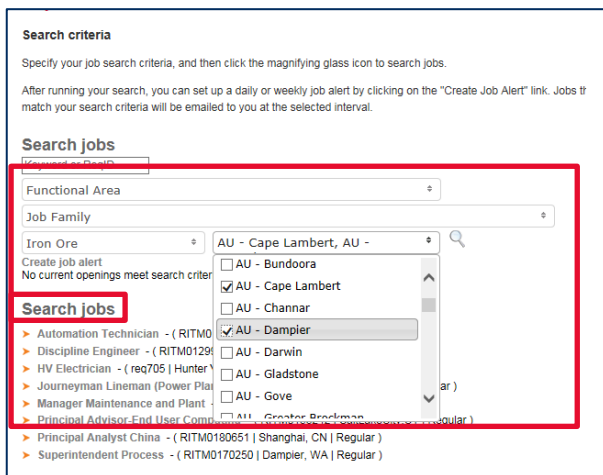 Search criteria
Specify your job search criteria, and then click the magnifying glass icon to search jobs.
After running your search, you can set up a daily or weekly job alert by clicking on the "Create Job Alert" link. Jobs th
match your search criteria will be emailed to you at the selected interval.
Search jobs
Keyword or ReqID
Functional Area
Job Family
Iron Ore
AU - Cape Lambert, AU -
Create job alert
No current openings meet search criter
AU - Bundoora
AU - Cape Lambert
AU - Channar
AU - Dampier
AU - Darwin
AU - Gladstone
AU - Gove
AU - Greater Brockman
Search jobs
Automation Technician - ( RITM0
Discipline Engineer - ( RITM0129
HV Electrician - ( req705 | Hunter
Journeyman Lineman (Power Pla ar )
Manager Maintenance and Plant -
Principal Advisor-End User Comp Regular )
Principal Analyst China - ( RITM0180651 | Shanghai, CN | Regular )
Superintendent Process - ( RITM0170250 | Dampier, WA | Regular )